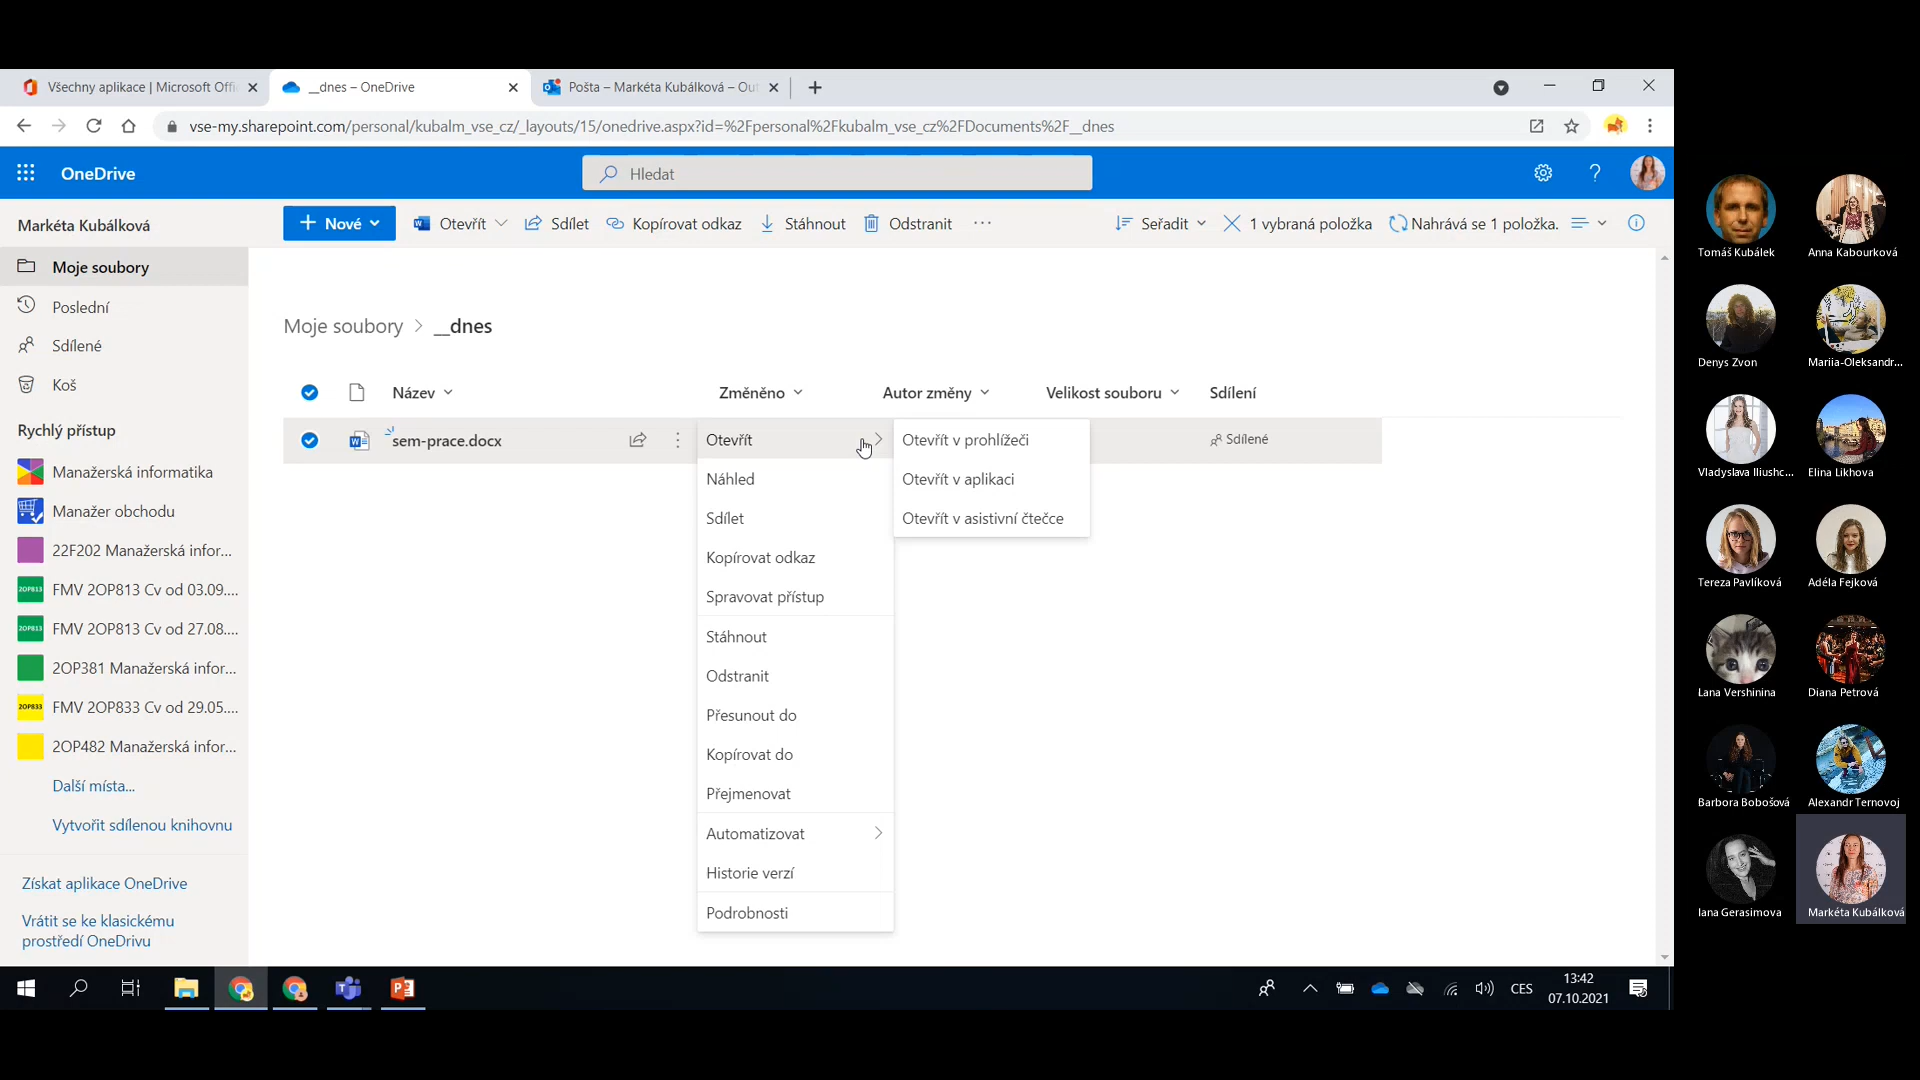 Všechny aplikace | Microsoft Offi
__dnes – OneDrive
Pošta – Markéta Kubálková – Ou
vse-my.sharepoint.com/personal/kubalm_vse_cz/_layouts/15/onedrive.aspx?id=%2Fpersonal%2Fkubalm_vse_cz%2FDocuments%2F__dnes
OneDrive
Hledat
Markéta Kubálková
Nové
Otevřít
Sdílet
Kopírovat odkaz
Stáhnout
Odstranit
Seřadit
1 vybraná položka
Nahrává se 1 položka.
Moje soubory
Poslední
Sdílené
Koš
Rychlý přístup
Manažerská informatika
Manažer obchodu
22F202 Manažerská infor...
2OP813
FMV 2OP813 Cv od 03.09....
2OP813
FMV 2OP813 Cv od 27.08....
2OP381 Manažerská infor...
2OP833
FMV 2OP833 Cv od 29.05....
2OP482 Manažerská infor...
Další místa...
Vytvořit sdílenou knihovnu
Získat aplikace OneDrive
Vrátit se ke klasickému
prostředí OneDrivu
Moje soubory > __dnes
Název
Změněno
Autor změny
Velikost souboru
Sdílení
sem-prace.docx
Sdílené
Otevřít
Náhled
Sdílet
Kopírovat odkaz
Spravovat přístup
Stáhnout
Odstranit
Přesunout do
Kopírovat do
Přejmenovat
Automatizovat
Historie verzí
Podrobnosti
Otevřít v prohlížeči
Otevřít v aplikaci
Otevřít v asistivní čtečce
CES
13:42
07.10.2021
Tomáš Kubálek
Anna Kabourková
Denys Zvon
Mariia-Oleksandr...
Vladyslava Iliushc...
Elina Likhova
Tereza Pavlíková
Adéla Fejková
Lana Vershinina
Diana Petrová
Barbora Bobošová
Alexandr Ternovoj
Iana Gerasimova
Markéta Kubálková